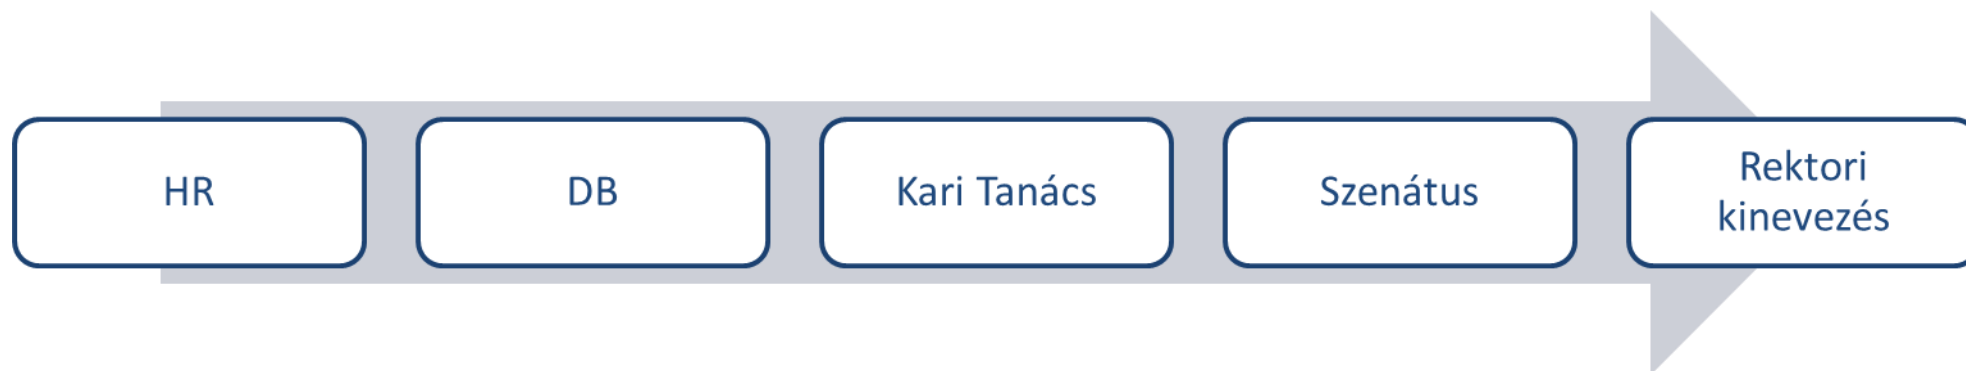 HR
DB
Kari Tanács
Szenátus
Rektori
kinevezés